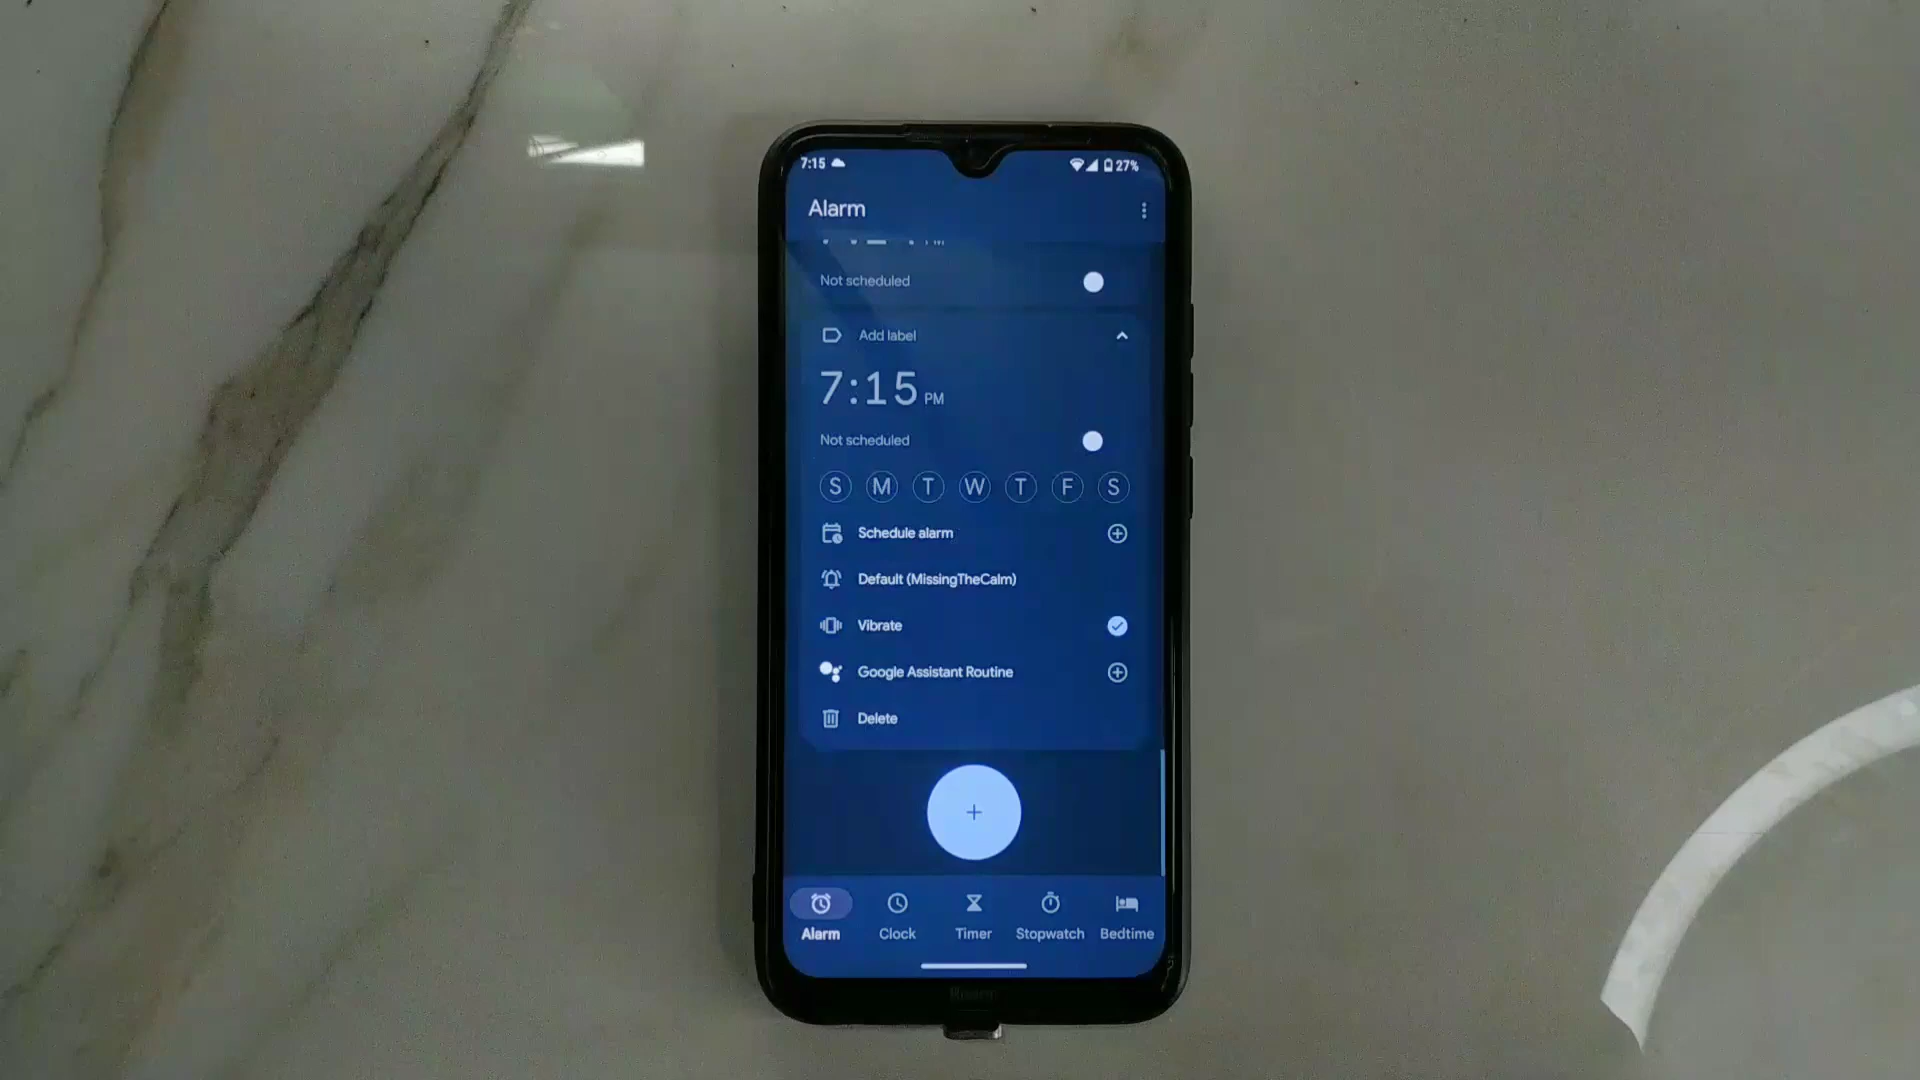 7:15 27%
Alarm
Not scheduled
Add label
7:15 PM
Not scheduled
S M T W T F S
Schedule alarm
Default (MissingTheCalm)
Vibrate
Google Assistant Routine
Delete
Alarm Clock Timer Stopwatch Bedtime